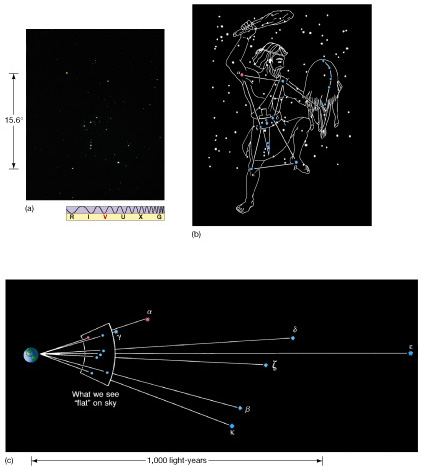 15.6°
(a)
R I V U X G
(b)
α
γ
δ
ε
ζ
β
κ
What we see
"flat" on sky
1,000 light-years
(c)